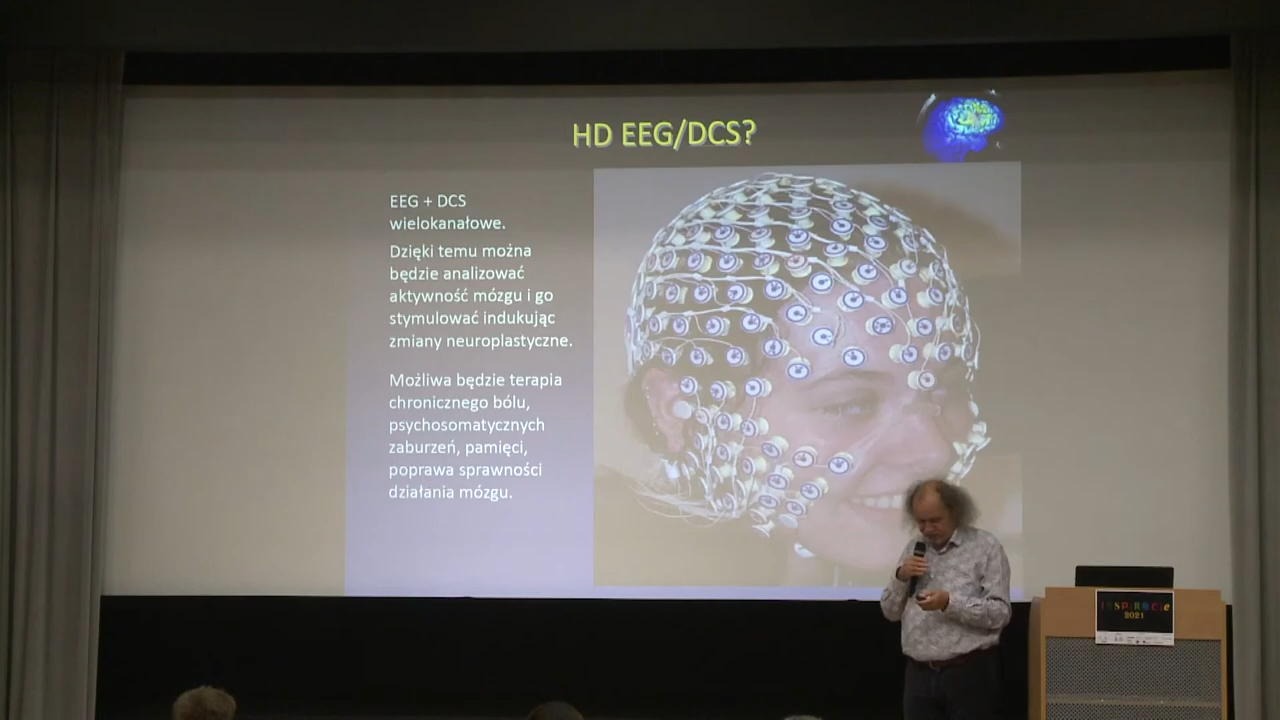 HD EEG/DCS?
EEG + DCS
wielokanałowe.
Dzięki temu można
będzie analizować
aktywność mózgu i go
stymulować indukując
zmiany neuroplastyczne.
Możliwa będzie terapia
chronicznego bólu,
psychosomatycznych
zaburzeń, pamięci,
poprawa sprawności
działania mózgu.
INSPIRACJE
2021